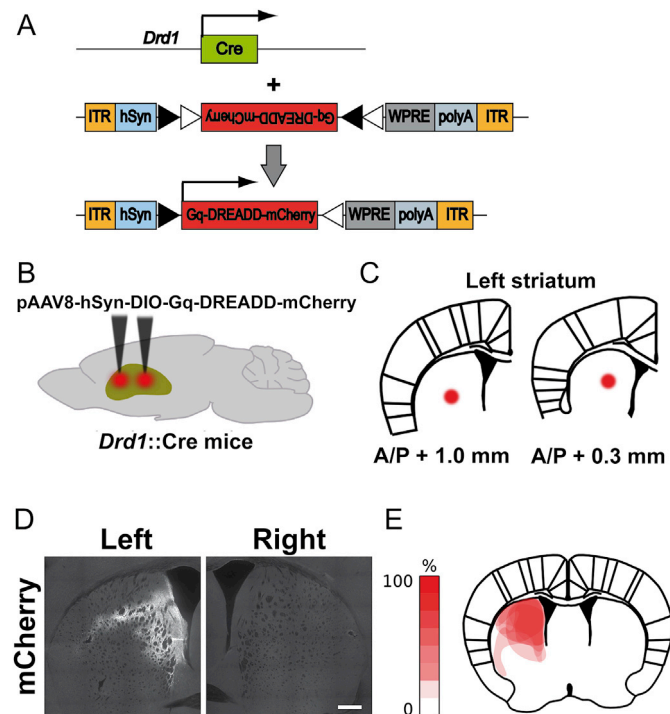 A
Drd1
Cre
+
ITR hSyn Gq-DREADD-mCherry WPRE polyA ITR
ITR hSyn Gq-DREADD-mCherry WPRE polyA ITR
B
pAAV8-hSyn-DIO-Gq-DREADD-mCherry
Drd1::Cre mice
C
Left striatum
A/P + 1.0 mm A/P + 0.3 mm
D
Left Right
mCherry
E
%
100
0